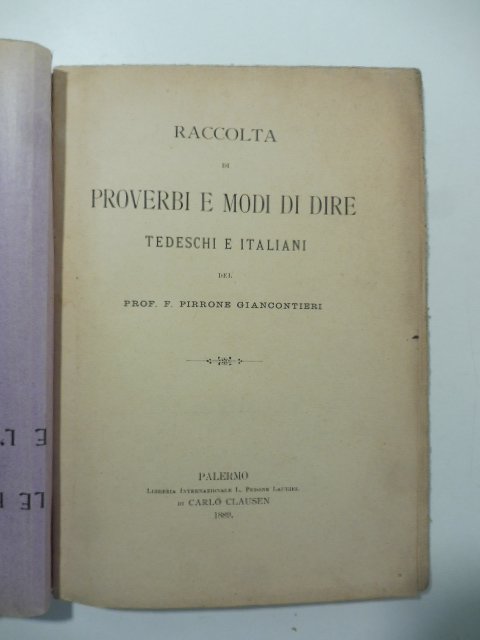 RACCOLTA
DI
PROVERBI E MODI DI DIRE
TEDESCHI E ITALIANI
DEL
PROF. F. PIRRONE GIANCONTIERI
PALERMO
LIBRERIA INTERNAZIONALE L. PEDONE LAURIEL
DI CARLO CLAUSEN
1889.
E L'
LE I